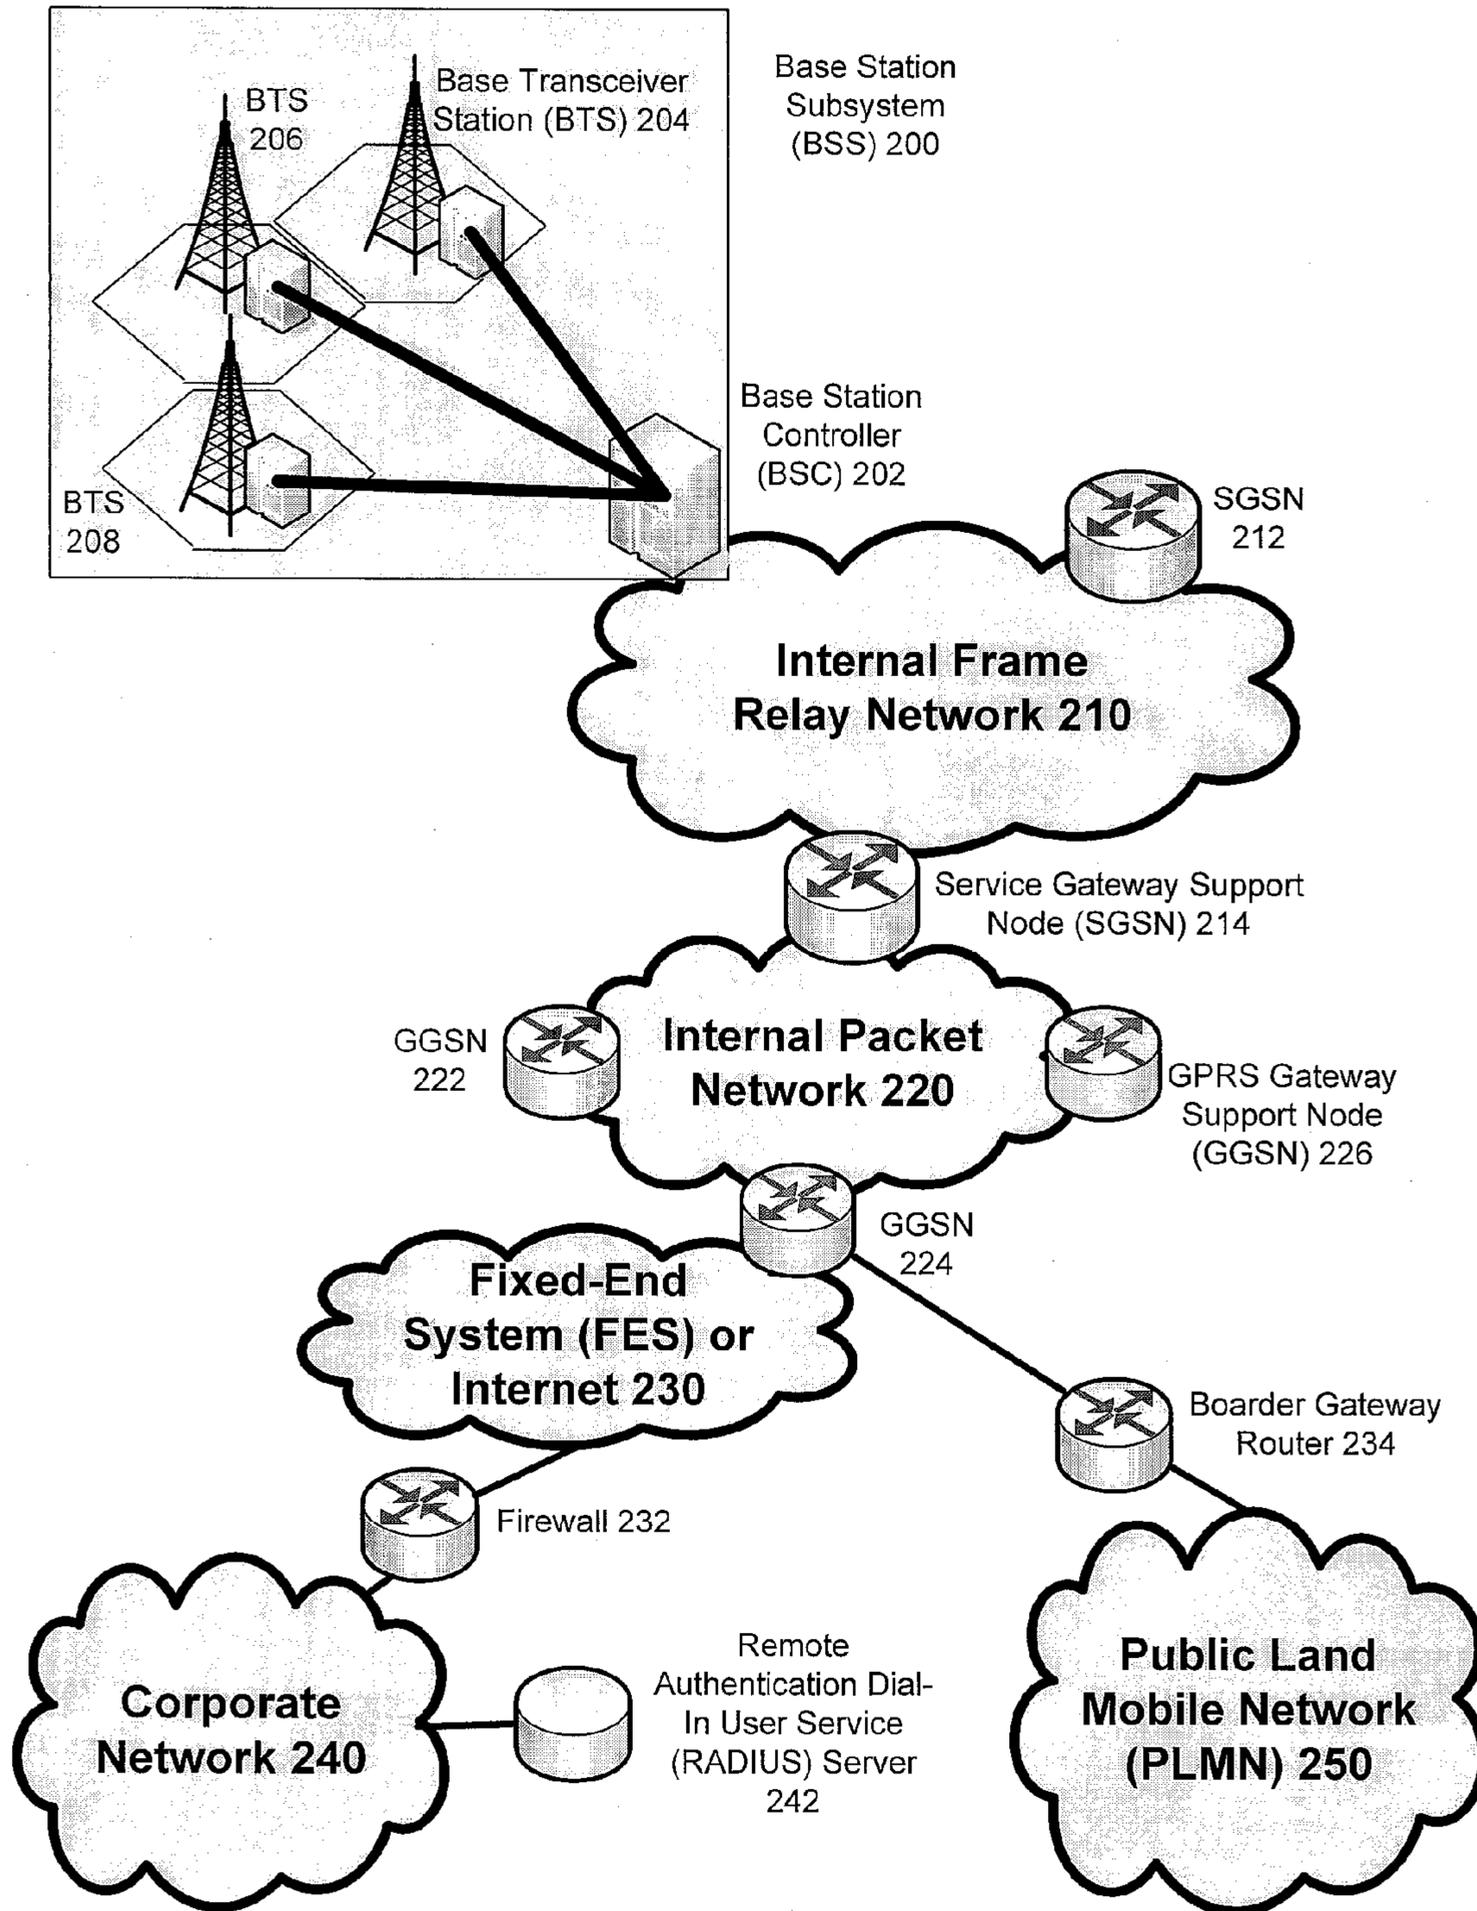 BTS
206
Base Transceiver
Station (BTS) 204
Base Station
Subsystem
(BSS) 200
Base Station
Controller
(BSC) 202
BTS
208
SGSN
212
Internal Frame
Relay Network 210
Service Gateway Support
Node (SGSN) 214
GGSN
222
Internal Packet
Network 220
GPRS Gateway
Support Node
(GGSN) 226
GGSN
224
Fixed-End
System (FES) or
Internet 230
Boarder Gateway
Router 234
Firewall 232
Corporate
Network 240
Remote
Authentication Dial-
In User Service
(RADIUS) Server
242
Public Land
Mobile Network
(PLMN) 250